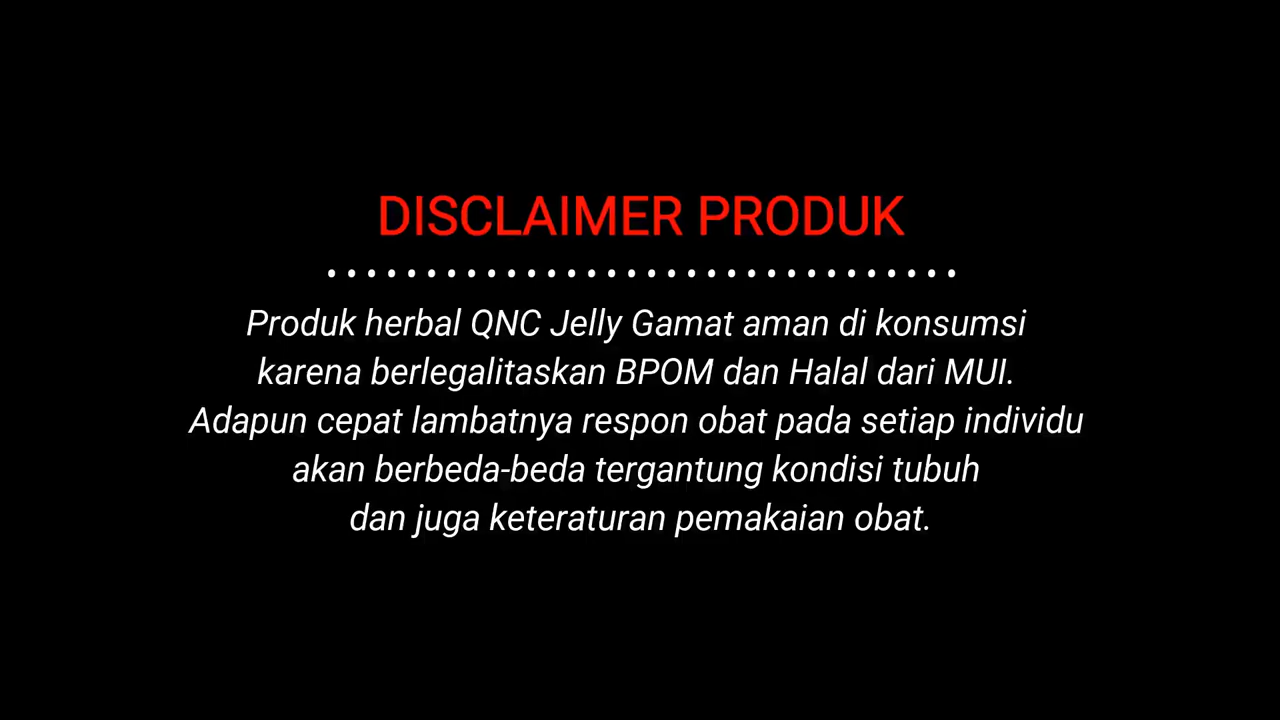 DISCLAIMER PRODUK
Produk herbal QNC Jelly Gamat aman di konsumsi
karena berlegalitaskan BPOM dan Halal dari MUI.
Adapun cepat lambatnya respon obat pada setiap individu
akan berbeda-beda tergantung kondisi tubuh
dan juga keteraturan pemakaian obat.